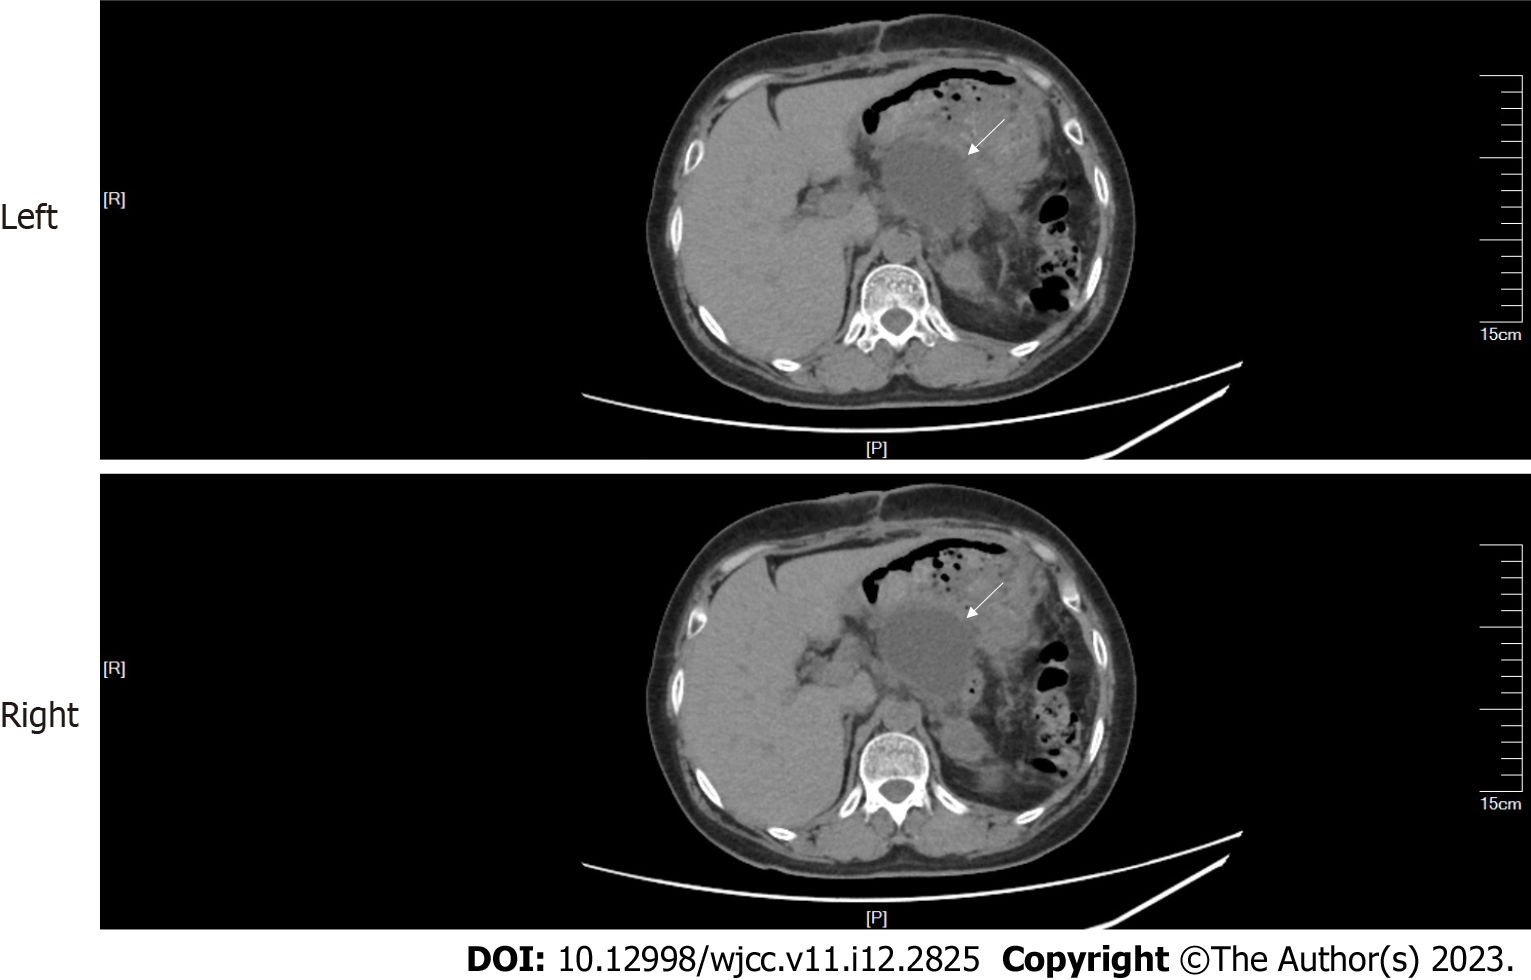 Left
[R]
15cm
[P]
Right
[R]
15cm
[P]
DOI: 10.12998/wjcc.v11.i12.2825 Copyright ©The Author(s) 2023.